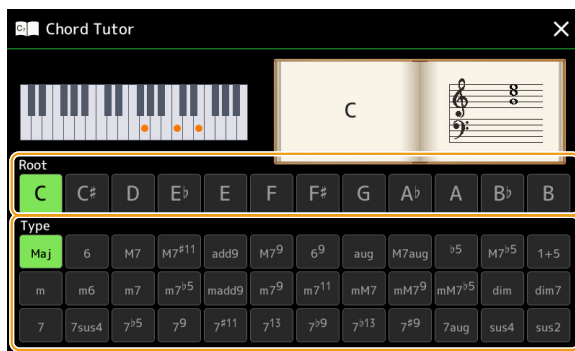 C7 Chord Tutor
C
Root
C C♯ D E♭ E F F♯ G A♭ A B♭ B
Type
Maj 6 M7 M7♯11 add9 M79 69 aug M7aug ♭5 M7♭5 1+5
m m6 m7 m7♭5 madd9 m79 m711 mM7 mM79 mM7♭5 dim dim7
7 7sus4 7♭5 79 7♯11 713 7♭9 7♭13 7♯9 7aug sus4 sus2